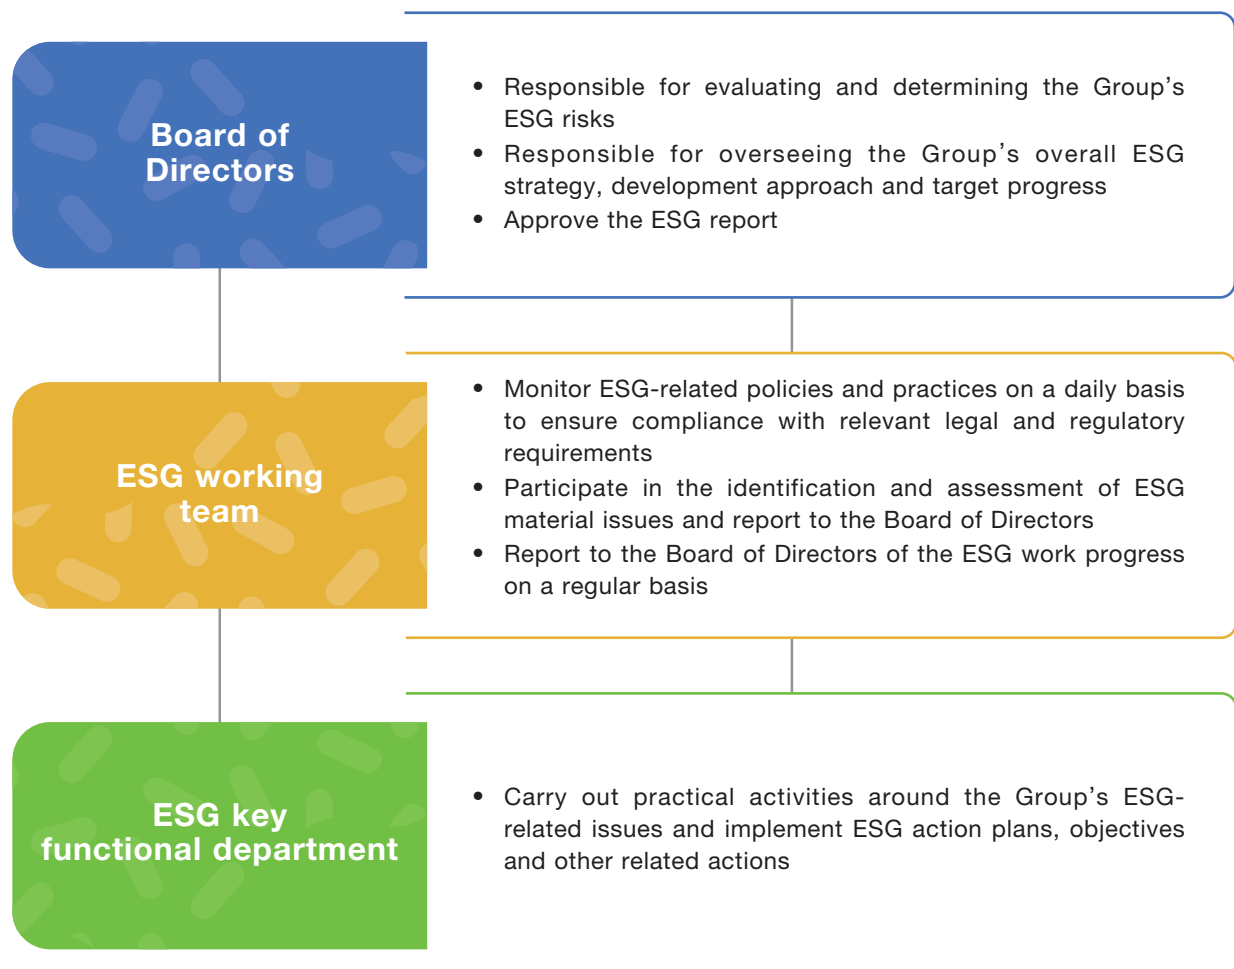 Board of
Directors
• Responsible for evaluating and determining the Group's
ESG risks
• Responsible for overseeing the Group's overall ESG
strategy, development approach and target progress
• Approve the ESG report
ESG working
team
• Monitor ESG-related policies and practices on a daily basis
to ensure compliance with relevant legal and regulatory
requirements
• Participate in the identification and assessment of ESG
material issues and report to the Board of Directors
• Report to the Board of Directors of the ESG work progress
on a regular basis
ESG key
functional department
• Carry out practical activities around the Group's ESG-
related issues and implement ESG action plans, objectives
and other related actions